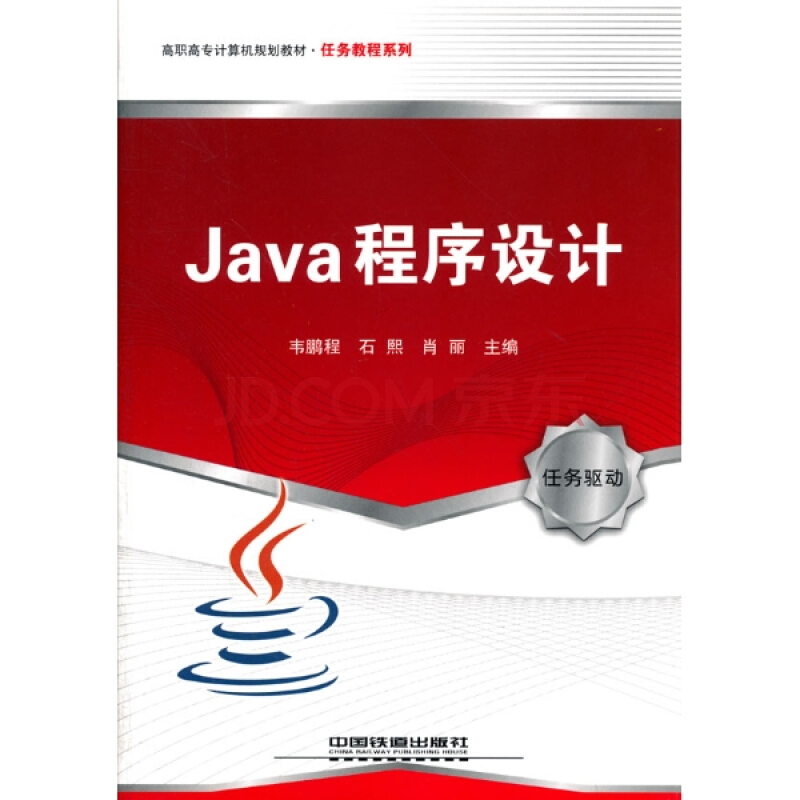 高职高专计算机规划教材·任务教程系列
Java程序设计
韦鹏程 石 熙 肖 丽 主编
JD.COM 京东
任务驱动
中国铁道出版社
CHINA RAILWAY PUBLISHING HOUSE